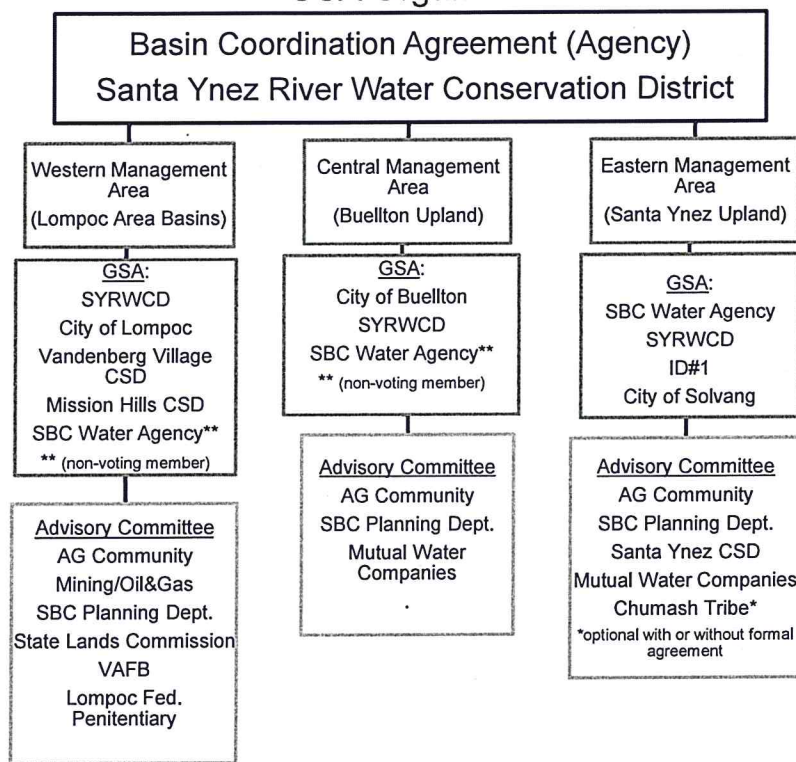 Basin Coordination Agreement (Agency)
Santa Ynez River Water Conservation District
Western Management
Area
(Lompoc Area Basins)
GSA:
SYRWCD
City of Lompoc
Vandenberg Village
CSD
Mission Hills CSD
SBC Water Agency**
** (non-voting member)
Advisory Committee
AG Community
Mining/Oil&Gas
SBC Planning Dept.
State Lands Commission
VAFB
Lompoc Fed.
Penitentiary
Central Management
Area
(Buellton Upland)
GSA:
City of Buellton
SYRWCD
SBC Water Agency**
** (non-voting member)
Advisory Committee
AG Community
SBC Planning Dept.
Mutual Water
Companies
Eastern Management
Area
(Santa Ynez Upland)
GSA:
SBC Water Agency
SYRWCD
ID#1
City of Solvang
Advisory Committee
AG Community
SBC Planning Dept.
Santa Ynez CSD
Mutual Water Companies
Chumash Tribe*
*optional with or without formal
agreement